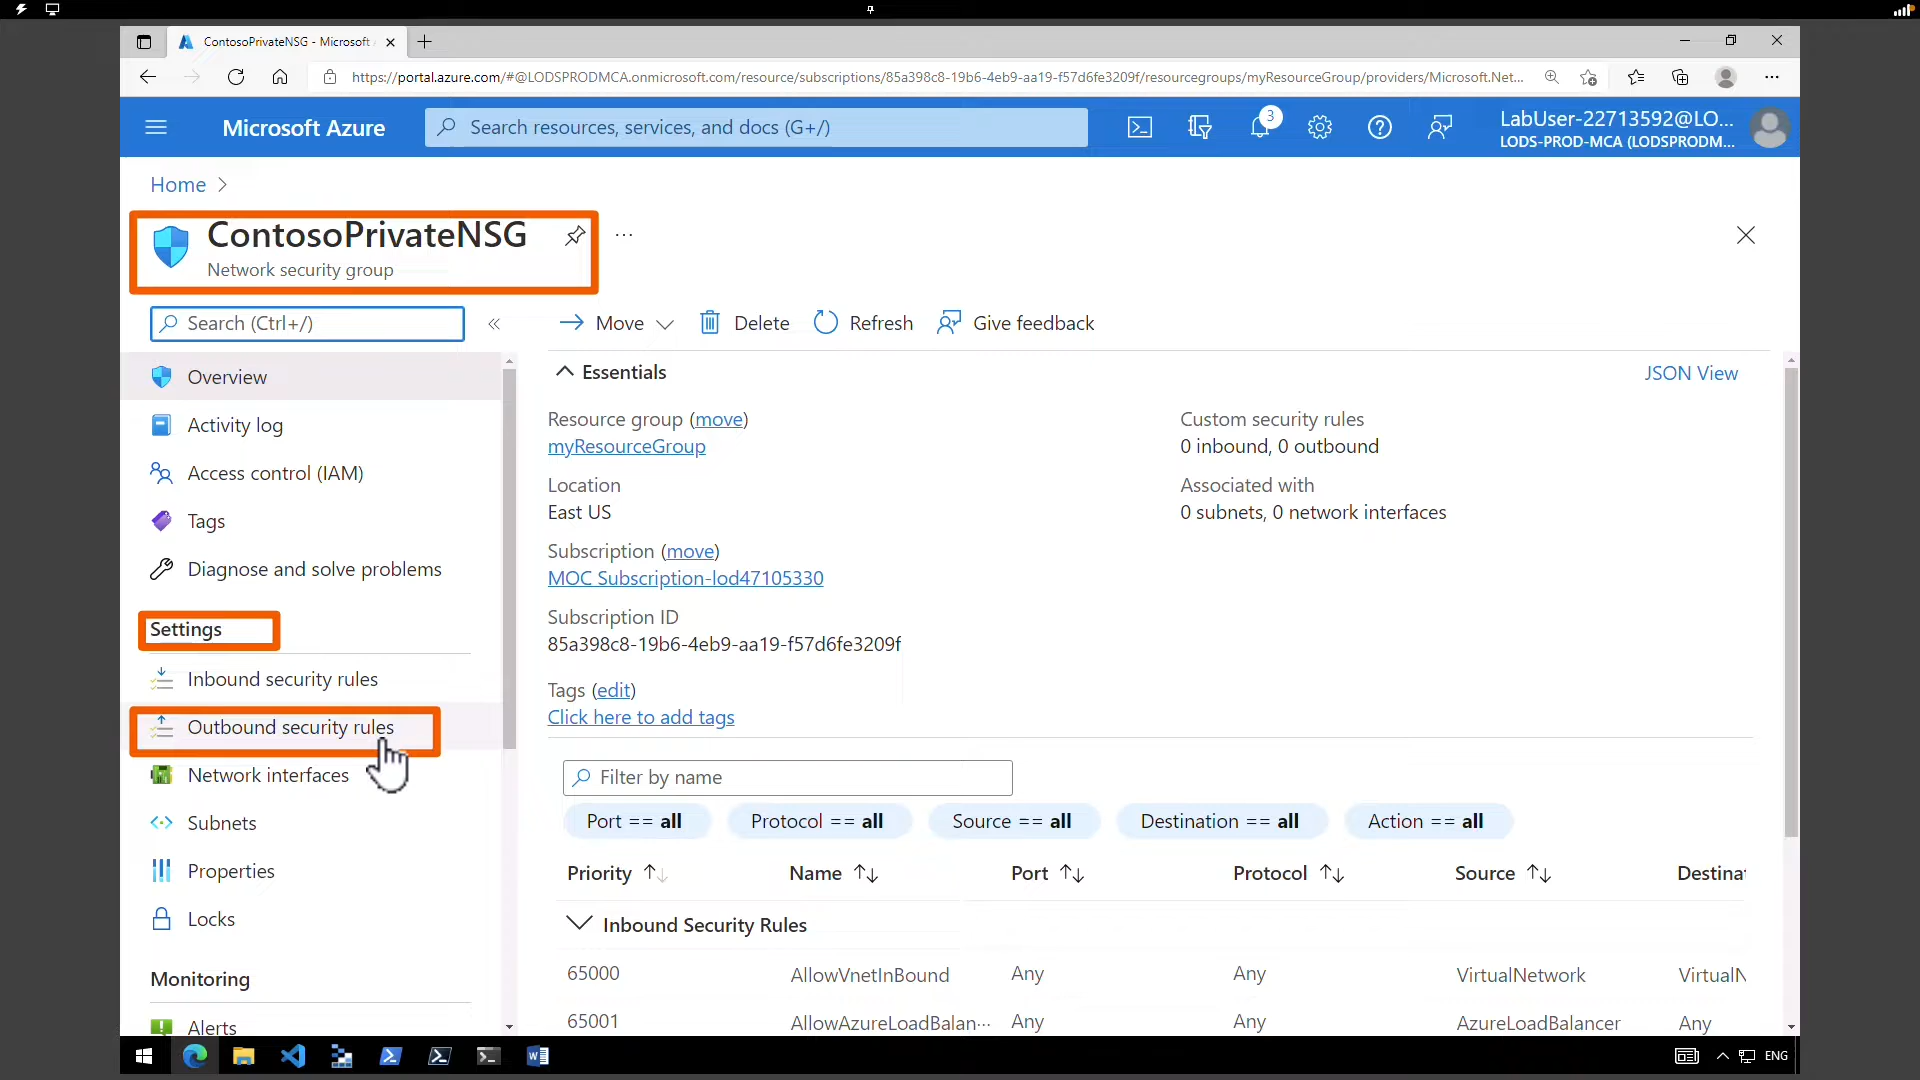 ContosoPrivateNSG - Microsoft
https://portal.azure.com/#@LODSPRODMCA.onmicrosoft.com/resource/subscriptions/85a398c8-19b6-4eb9-aa19-f57d6fe3209f/resourcegroups/myResourceGroup/providers/Microsoft.Net...
Microsoft Azure
Search resources, services, and docs (G+/)
3
LabUser-22713592@LO...
LODS-PROD-MCA (LODSPRODM...
Home
ContosoPrivateNSG
Network security group
Search (Ctrl+/)
Move
Delete
Refresh
Give feedback
Overview
Activity log
Access control (IAM)
Tags
Diagnose and solve problems
Settings
Inbound security rules
Outbound security rules
Network interfaces
Subnets
Properties
Locks
Monitoring
Alerts
Essentials
JSON View
Resource group (move)
myResourceGroup
Location
East US
Subscription (move)
MOC Subscription-lod47105330
Subscription ID
85a398c8-19b6-4eb9-aa19-f57d6fe3209f
Tags (edit)
Click here to add tags
Custom security rules
0 inbound, 0 outbound
Associated with
0 subnets, 0 network interfaces
Filter by name
Port == all
Protocol == all
Source == all
Destination == all
Action == all
Priority Name Port Protocol Source Destinat
Inbound Security Rules
65000 AllowVnetInBound Any Any VirtualNetwork VirtualN
65001 AllowAzureLoadBalan··· Any Any AzureLoadBalancer Any
ENG